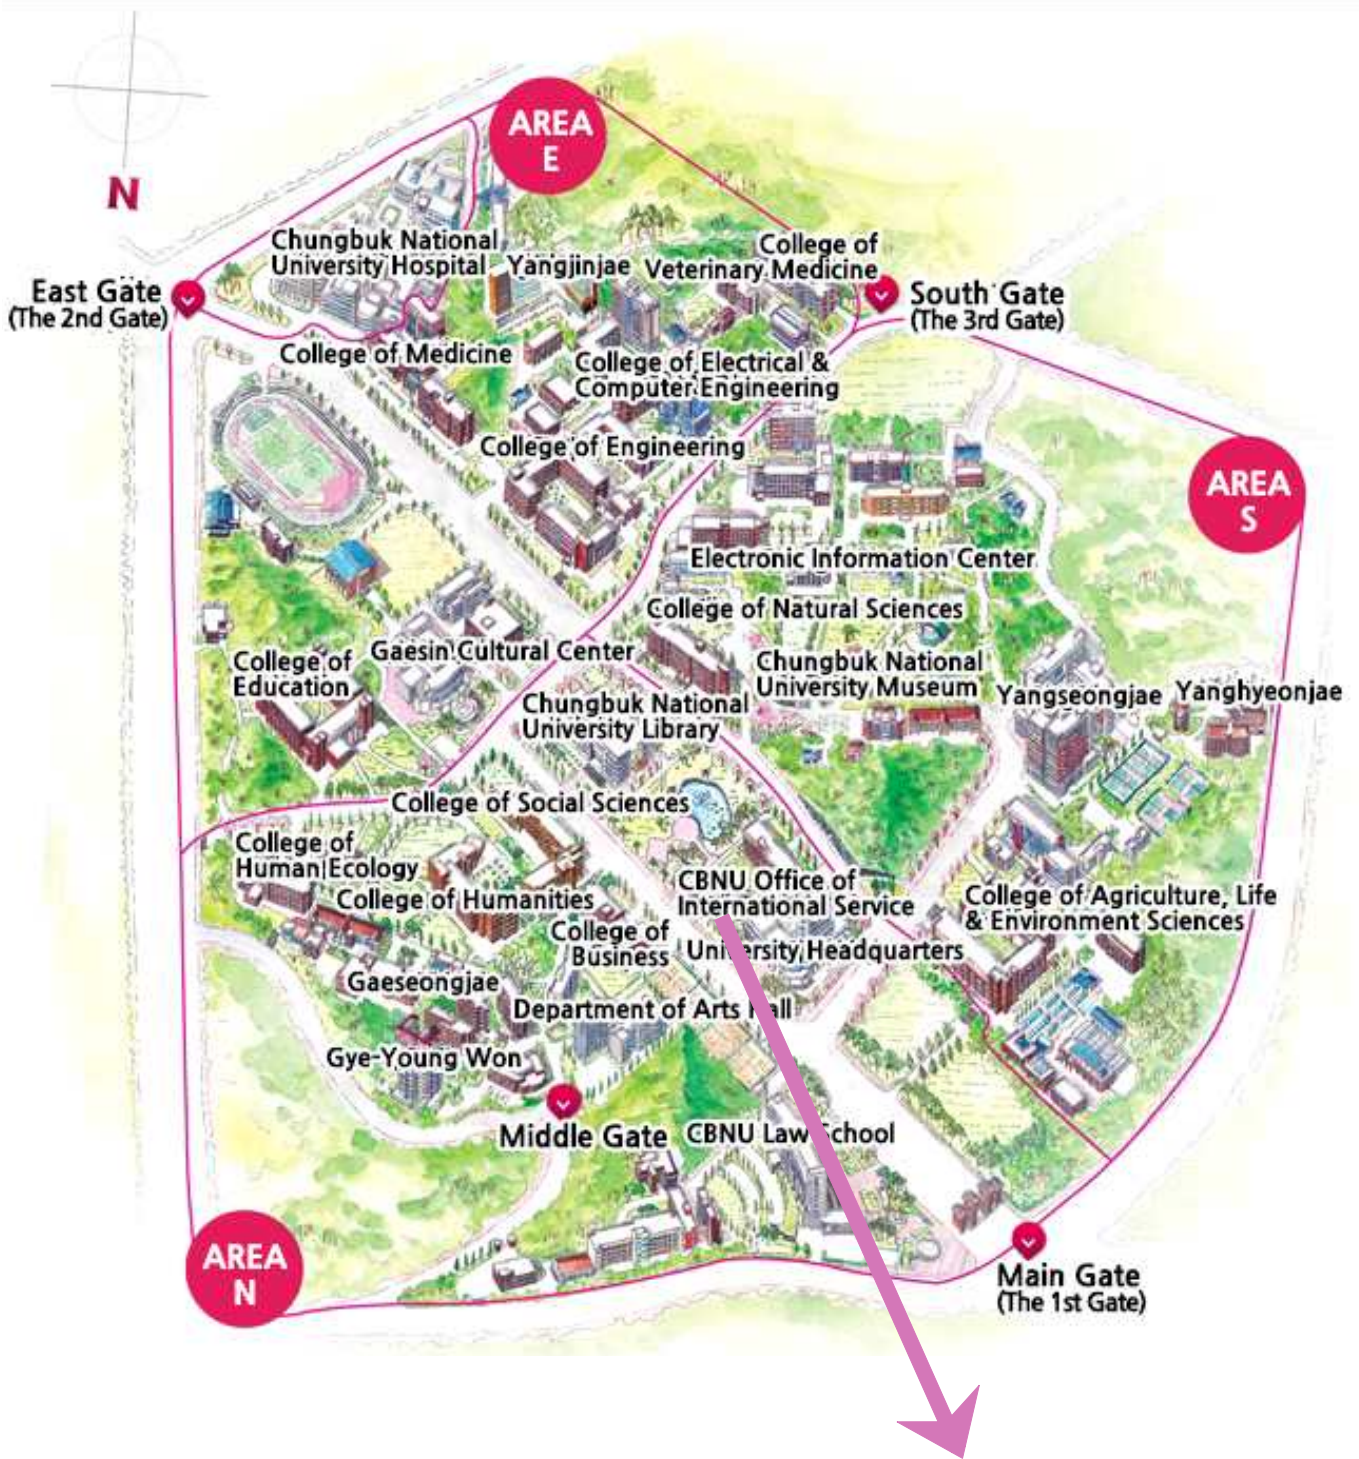 AREA
E
N
Chungbuk National
University Hospital
Yangjinjae
College of
Veterinary Medicine
East Gate
(The 2nd Gate)
South Gate
(The 3rd Gate)
College of Medicine
College of Electrical &
Computer Engineering
College of Engineering
AREA
S
Electronic Information Center
College of Natural Sciences
Gaesin Cultural Center
College of
Education
Chungbuk National
University Museum
Yangseongjae
Yanghyeonjae
Chungbuk National
University Library
College of Social Sciences
College of
Human Ecology
College of Humanities
CBNU Office of
International Service
College of Agriculture, Life
& Environment Sciences
College of
Business
University Headquarters
Gaeseongjae
Department of Arts Hall
Gye-Young Won
Middle Gate
CBNU Law School
AREA
N
Main Gate
(The 1st Gate)